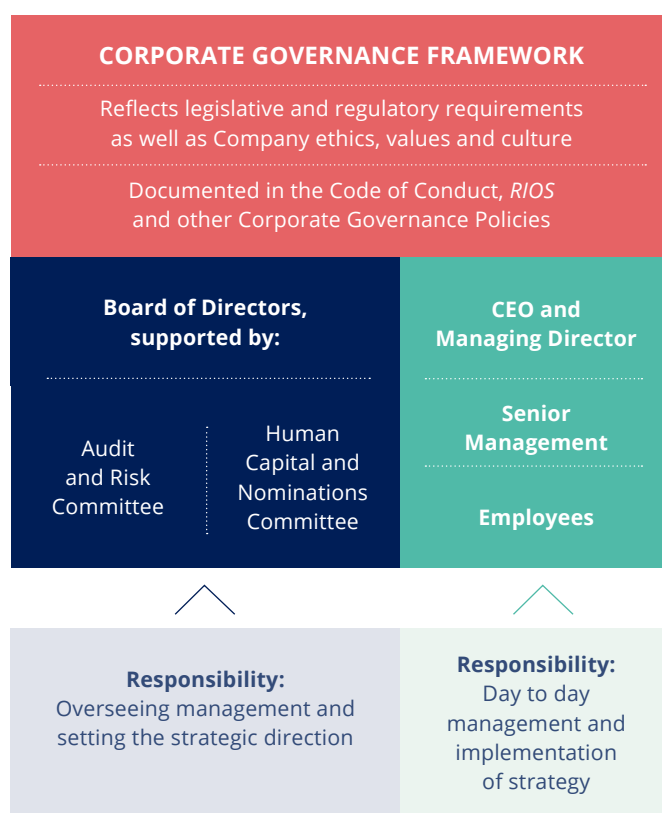 CORPORATE GOVERNANCE FRAMEWORK
Reflects legislative and regulatory requirements
as well as Company ethics, values and culture
Documented in the Code of Conduct, RIOS
and other Corporate Governance Policies
Board of Directors,
supported by:
Audit
and Risk
Committee
Human
Capital and
Nominations
Committee
CEO and
Managing Director
Senior
Management
Employees
Responsibility:
Overseeing management and
setting the strategic direction
Responsibility:
Day to day
management and
implementation
of strategy